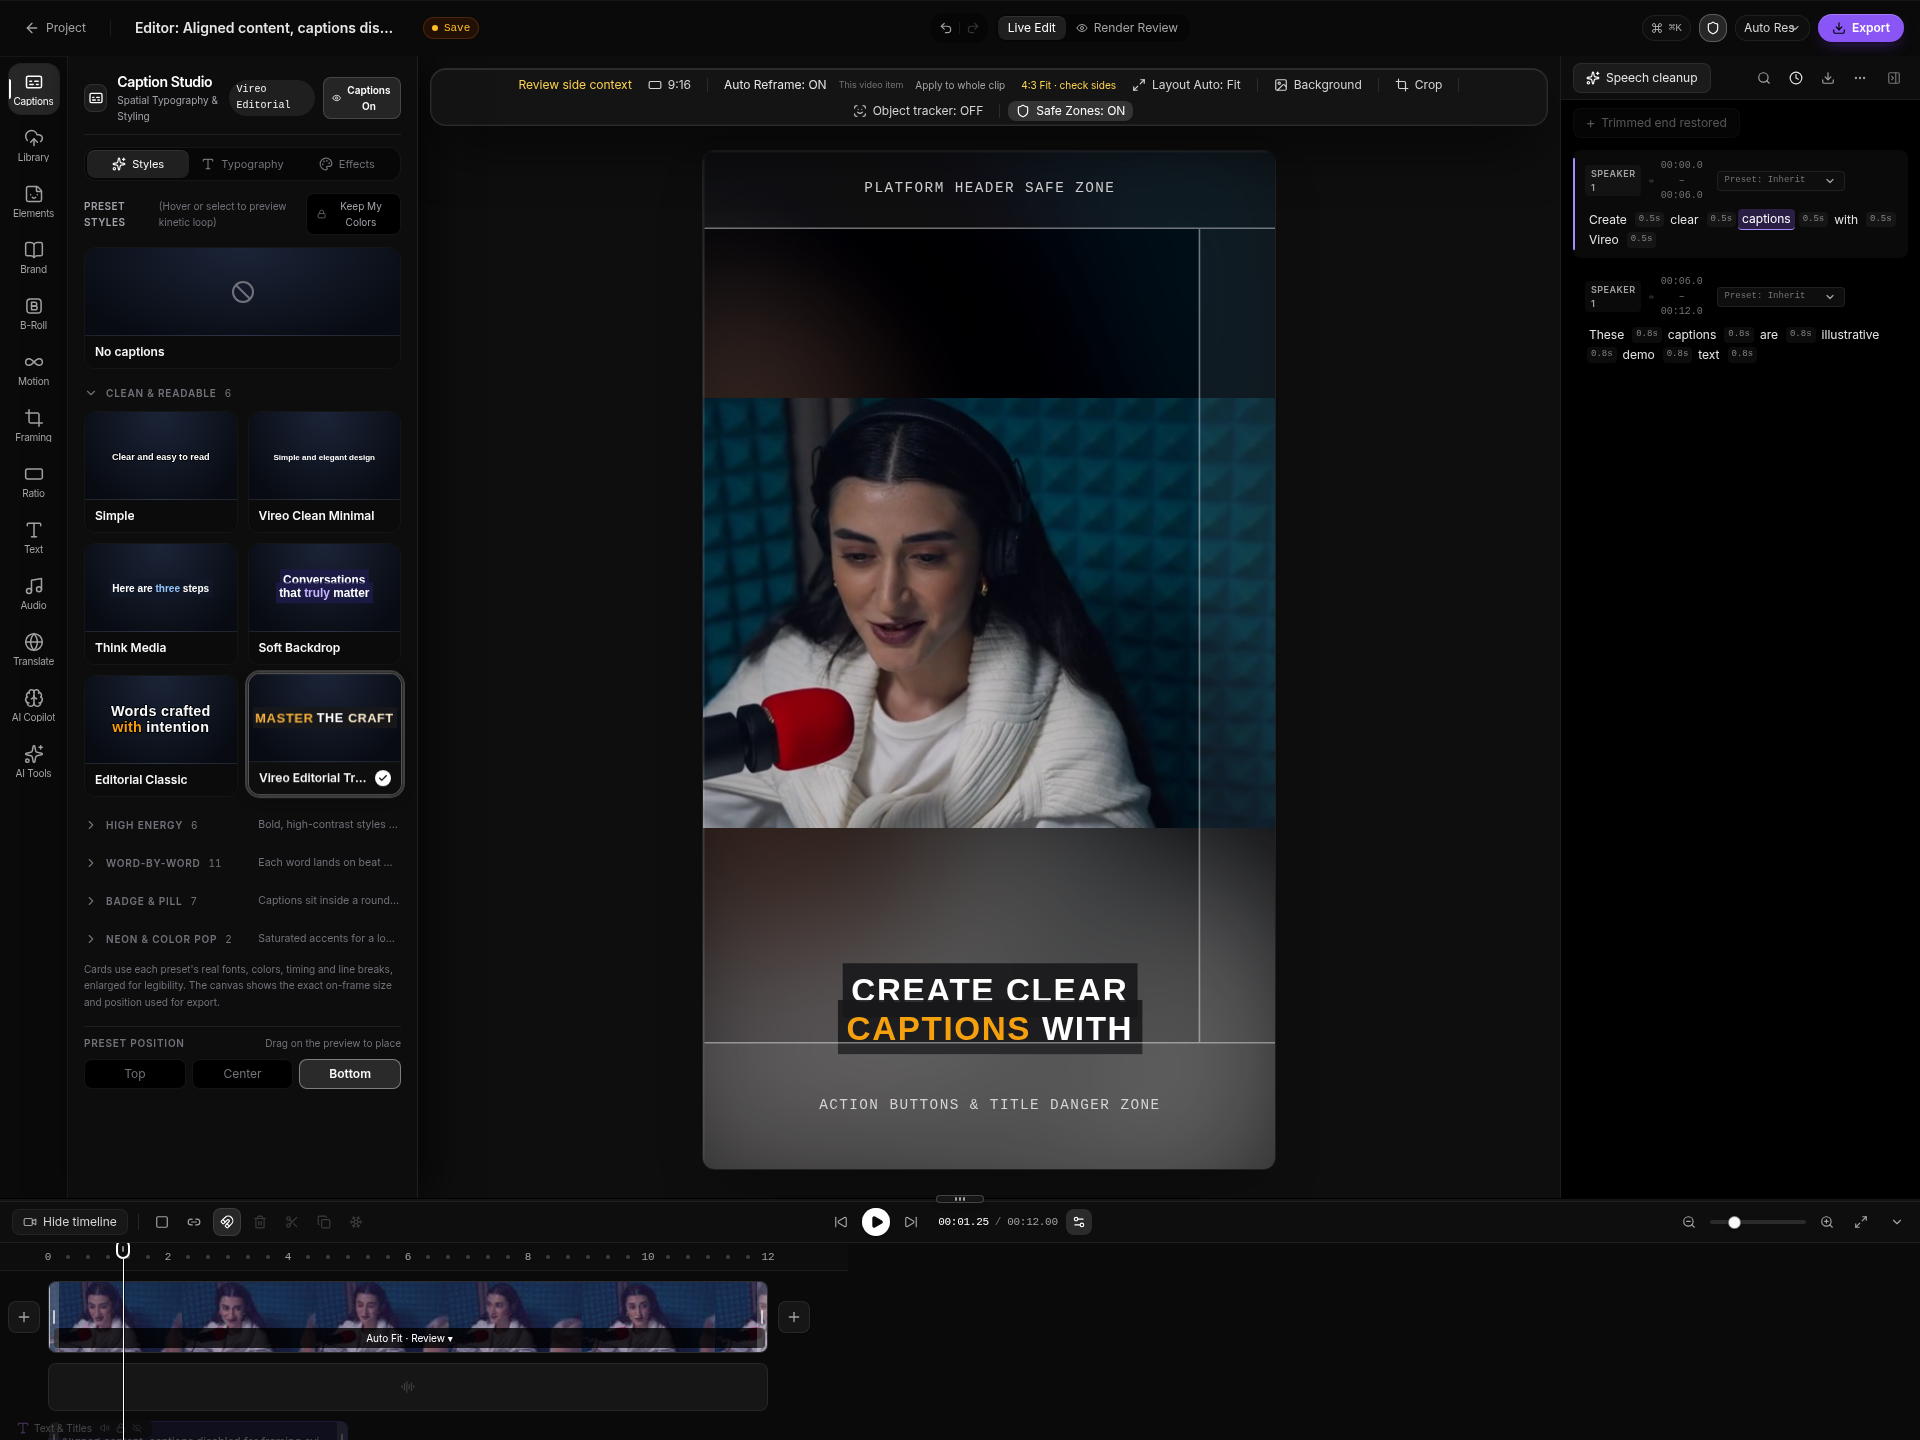 Project
Editor: Aligned content, captions dis...
Save
Live Edit
Render Review
⌘K
Auto Res
Export
Captions
Library
Elements
Brand
B-Roll
Motion
Framing
Ratio
Text
Audio
Translate
AI Copilot
AI Tools
Caption Studio
Spatial Typography &
Styling
Vireo
Editorial
Captions
On
Styles
Typography
Effects
PRESET
STYLES
(Hover or select to preview
kinetic loop)
Keep My
Colors
No captions
CLEAN & READABLE 6
Clear and easy to read
Simple
Simple and elegant design
Vireo Clean Minimal
Here are three steps
Think Media
Conversations
that truly matter
Soft Backdrop
Words crafted
with intention
Editorial Classic
MASTER THE CRAFT
Vireo Editorial Tr...
HIGH ENERGY 6 Bold, high-contrast styles ...
WORD-BY-WORD 11 Each word lands on beat ...
BADGE & PILL 7 Captions sit inside a round...
NEON & COLOR POP 2 Saturated accents for a lo...
Cards use each preset's real fonts, colors, timing and line breaks,
enlarged for legibility. The canvas shows the exact on-frame size
and position used for export.
PRESET POSITION Drag on the preview to place
Top
Center
Bottom
Review side context 9:16 Auto Reframe: ON This video item Apply to whole clip 4:3 Fit · check sides Layout Auto: Fit Background Crop
Object tracker: OFF Safe Zones: ON
PLATFORM HEADER SAFE ZONE
CREATE CLEAR
CAPTIONS WITH
ACTION BUTTONS & TITLE DANGER ZONE
Speech cleanup
+ Trimmed end restored
SPEAKER
1
00:00.0
–
00:06.0
Preset: Inherit
Create 0.5s clear 0.5s captions 0.5s with 0.5s
Vireo 0.5s
SPEAKER
1
00:06.0
–
00:12.0
Preset: Inherit
These 0.8s captions 0.8s are 0.8s illustrative
0.8s demo 0.8s text 0.8s
Hide timeline
00:01.25 / 00:12.00
0 2 4 6 8 10 12
Auto Fit · Review ▾
Text & Titles